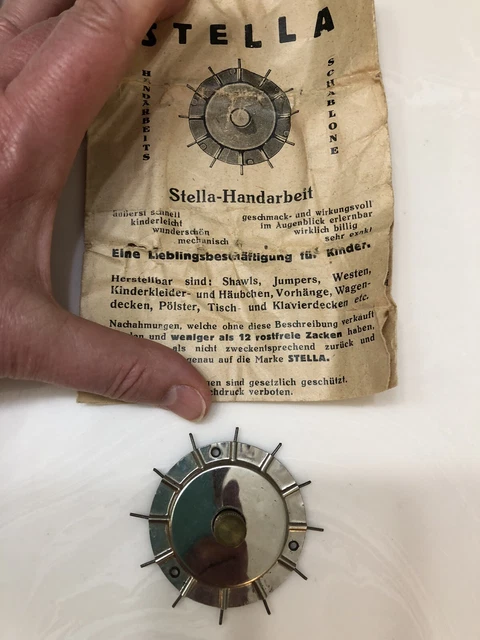 STELLA
HANDARBEITS
SCHABLONE
Stella-Handarbeit
äußerst schnell
kinderleicht
wunderschön
mechanisch
geschmack- und wirkungsvoll
im Augenblick erlernbar
wirklich billig
sehr exakt
Eine Lieblingsbeschäftigung für Kinder.
Herstellbar sind: Shawls, Jumpers, Westen,
Kinderkleider- und Häubchen, Vorhänge, Wagen-
decken, Pölster, Tisch- und Klavierdecken etc.
Nachahmungen, welche ohne diese Beschreibung verkauft
und weniger als 12 rostfreie Zacken haben,
als nicht zweckentsprechend zurück und
genau auf die Marke STELLA.
sind gesetzlich geschützt.
verboten.